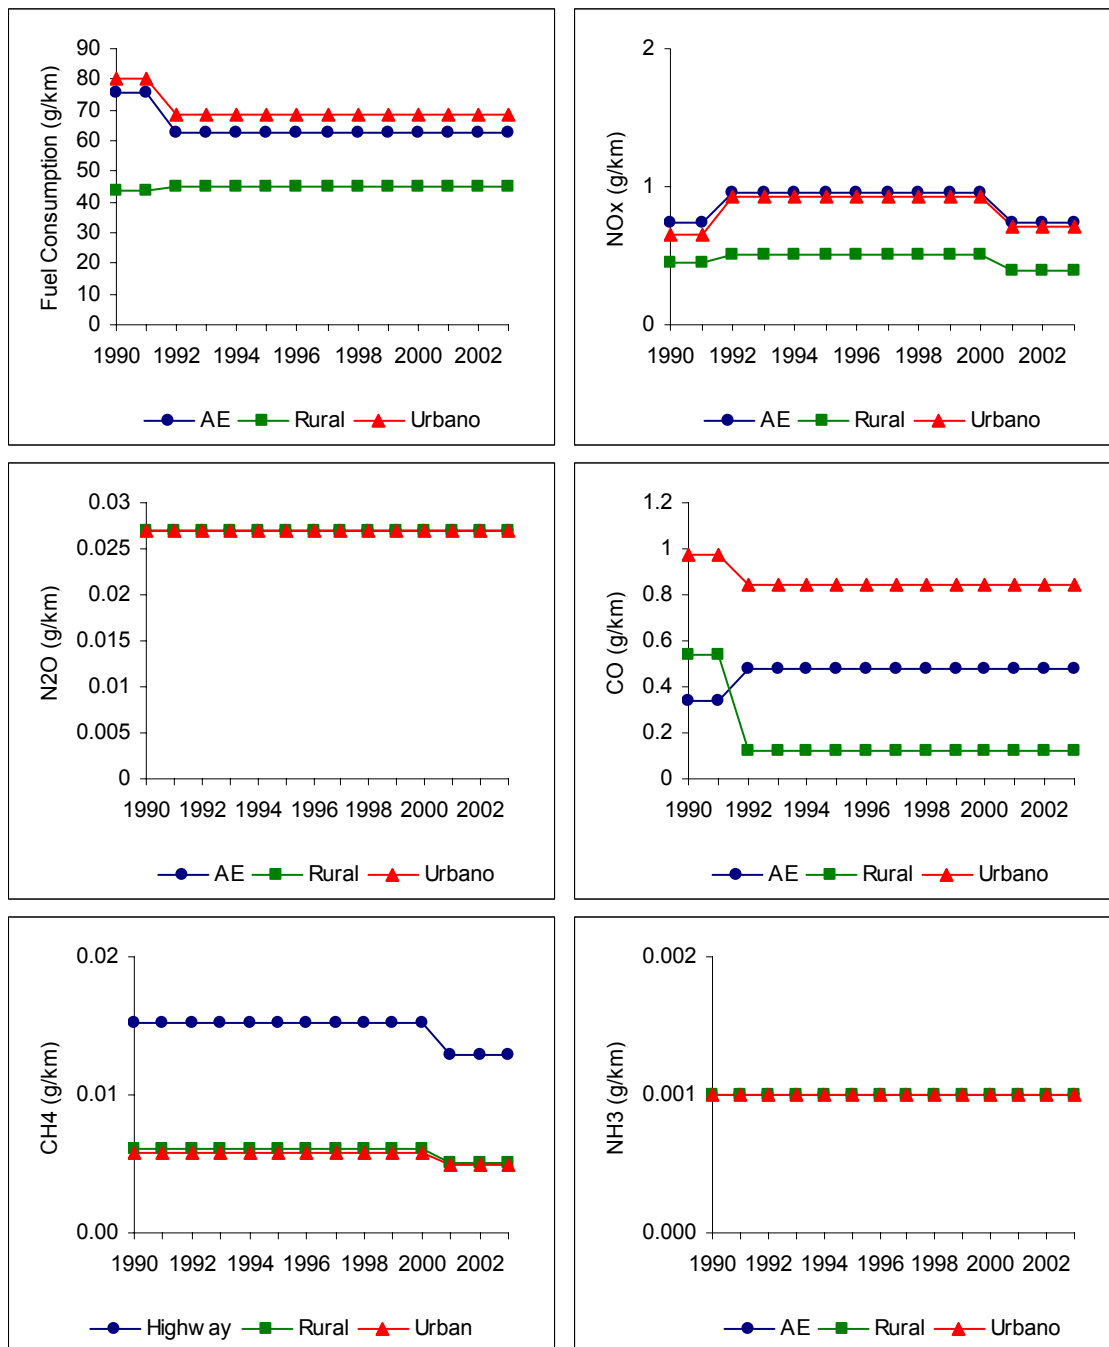 Fuel Consumption (g/km)
90
80
70
60
50
40
30
20
10
0
1990 1992 1994 1996 1998 2000 2002
AE Rural Urbano
NOx (g/km)
2
1
0
1990 1992 1994 1996 1998 2000 2002
AE Rural Urbano
N2O (g/km)
0.03
0.025
0.02
0.015
0.01
0.005
0
1990 1992 1994 1996 1998 2000 2002
AE Rural Urbano
CO (g/km)
1.2
1
0.8
0.6
0.4
0.2
0
1990 1992 1994 1996 1998 2000 2002
AE Rural Urbano
CH4 (g/km)
0.02
0.01
0.00
1990 1992 1994 1996 1998 2000 2002
Highway Rural Urban
NH3 (g/km)
0.002
0.001
0.000
1990 1992 1994 1996 1998 2000 2002
AE Rural Urbano